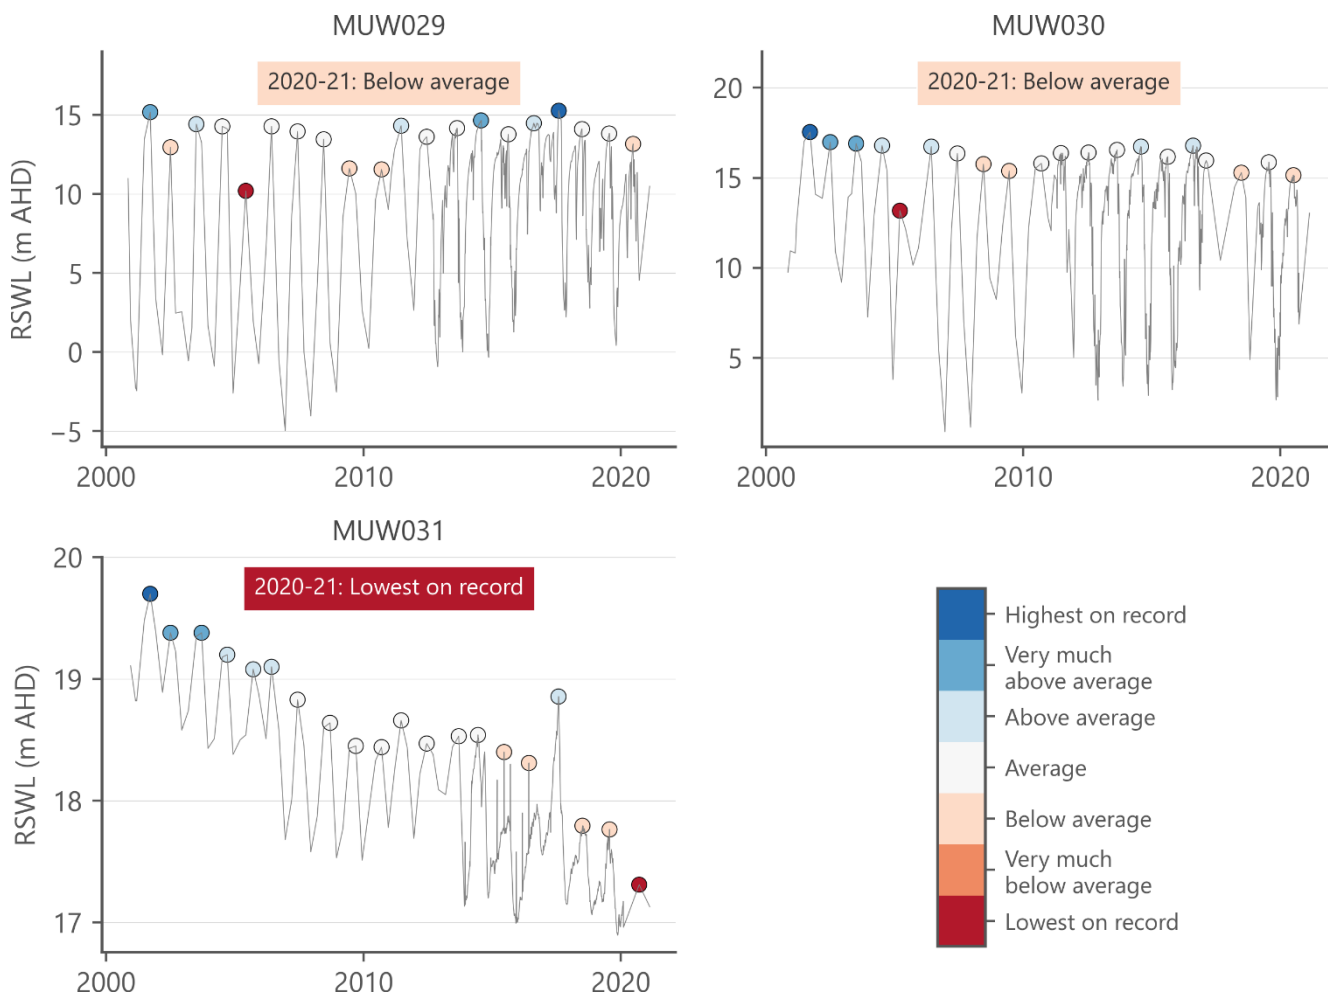 MUW029
2020-21: Below average
RSWL (m AHD)
15
10
5
0
−5
2000
2010
2020
MUW030
2020-21: Below average
20
15
10
5
2000
2010
2020
MUW031
2020-21: Lowest on record
RSWL (m AHD)
20
19
18
17
2000
2010
2020
Highest on record
Very much
above average
Above average
Average
Below average
Very much
below average
Lowest on record